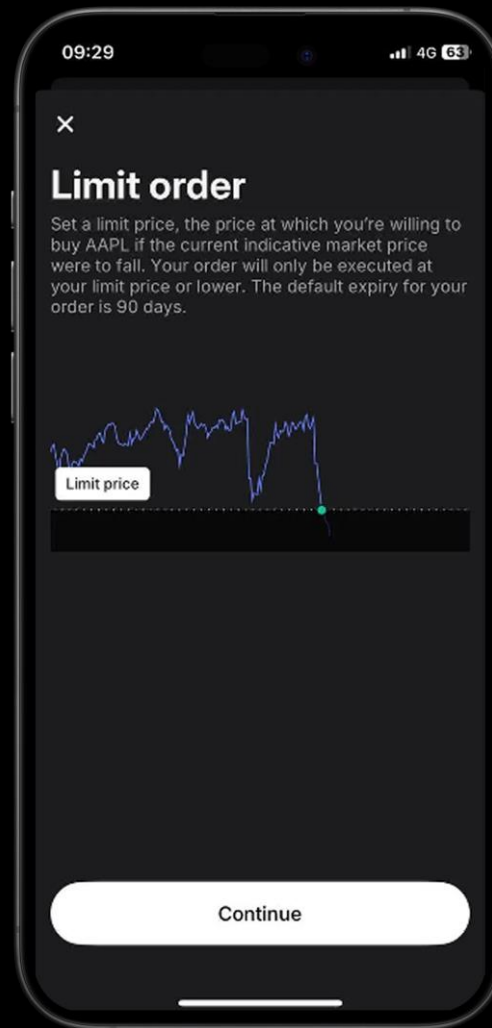 09:29
4G 63
Limit order
Set a limit price, the price at which you're willing to
buy AAPL if the current indicative market price
were to fall. Your order will only be executed at
your limit price or lower. The default expiry for your
order is 90 days.
Limit price
Continue